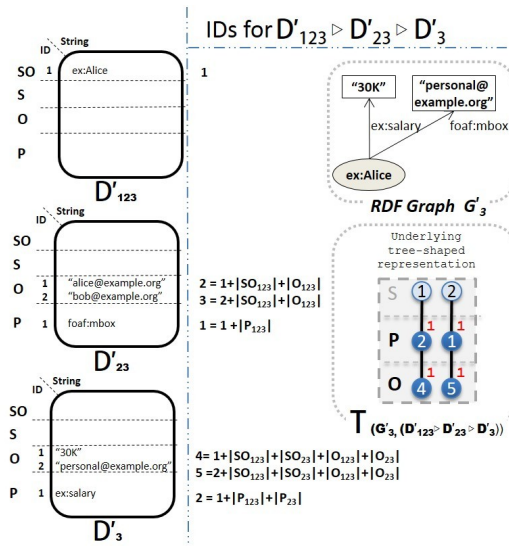 IDs for D'123 ▷ D'23 ▷ D'3
ID String
SO 1 ex:Alice 1
S
O
P
D'123
ID String
SO
S
O 1 "alice@example.org" 2 = 1+|SO123|+|O123|
2 "bob@example.org" 3 = 2+|SO123|+|O123|
P 1 foaf:mbox 1 = 1 +|P123|
D'23
ID String
SO
S
O 1 "30K" 4= 1+|SO123|+|SO23|+|O123|+|O23|
2 "personal@example.org" 5 =2+|SO123|+|SO23|+|O123|+|O23|
P 1 ex:salary 2 = 1+|P123|+|P23|
D'3
"30K"
"personal@
example.org"
ex:salary
foaf:mbox
ex:Alice
RDF Graph G'3
Underlying
tree-shaped
representation
S 1 2
1 1
P 2 1
1 1
O 4 5
T (G'3, (D'123▷ D'23 ▷ D'3))